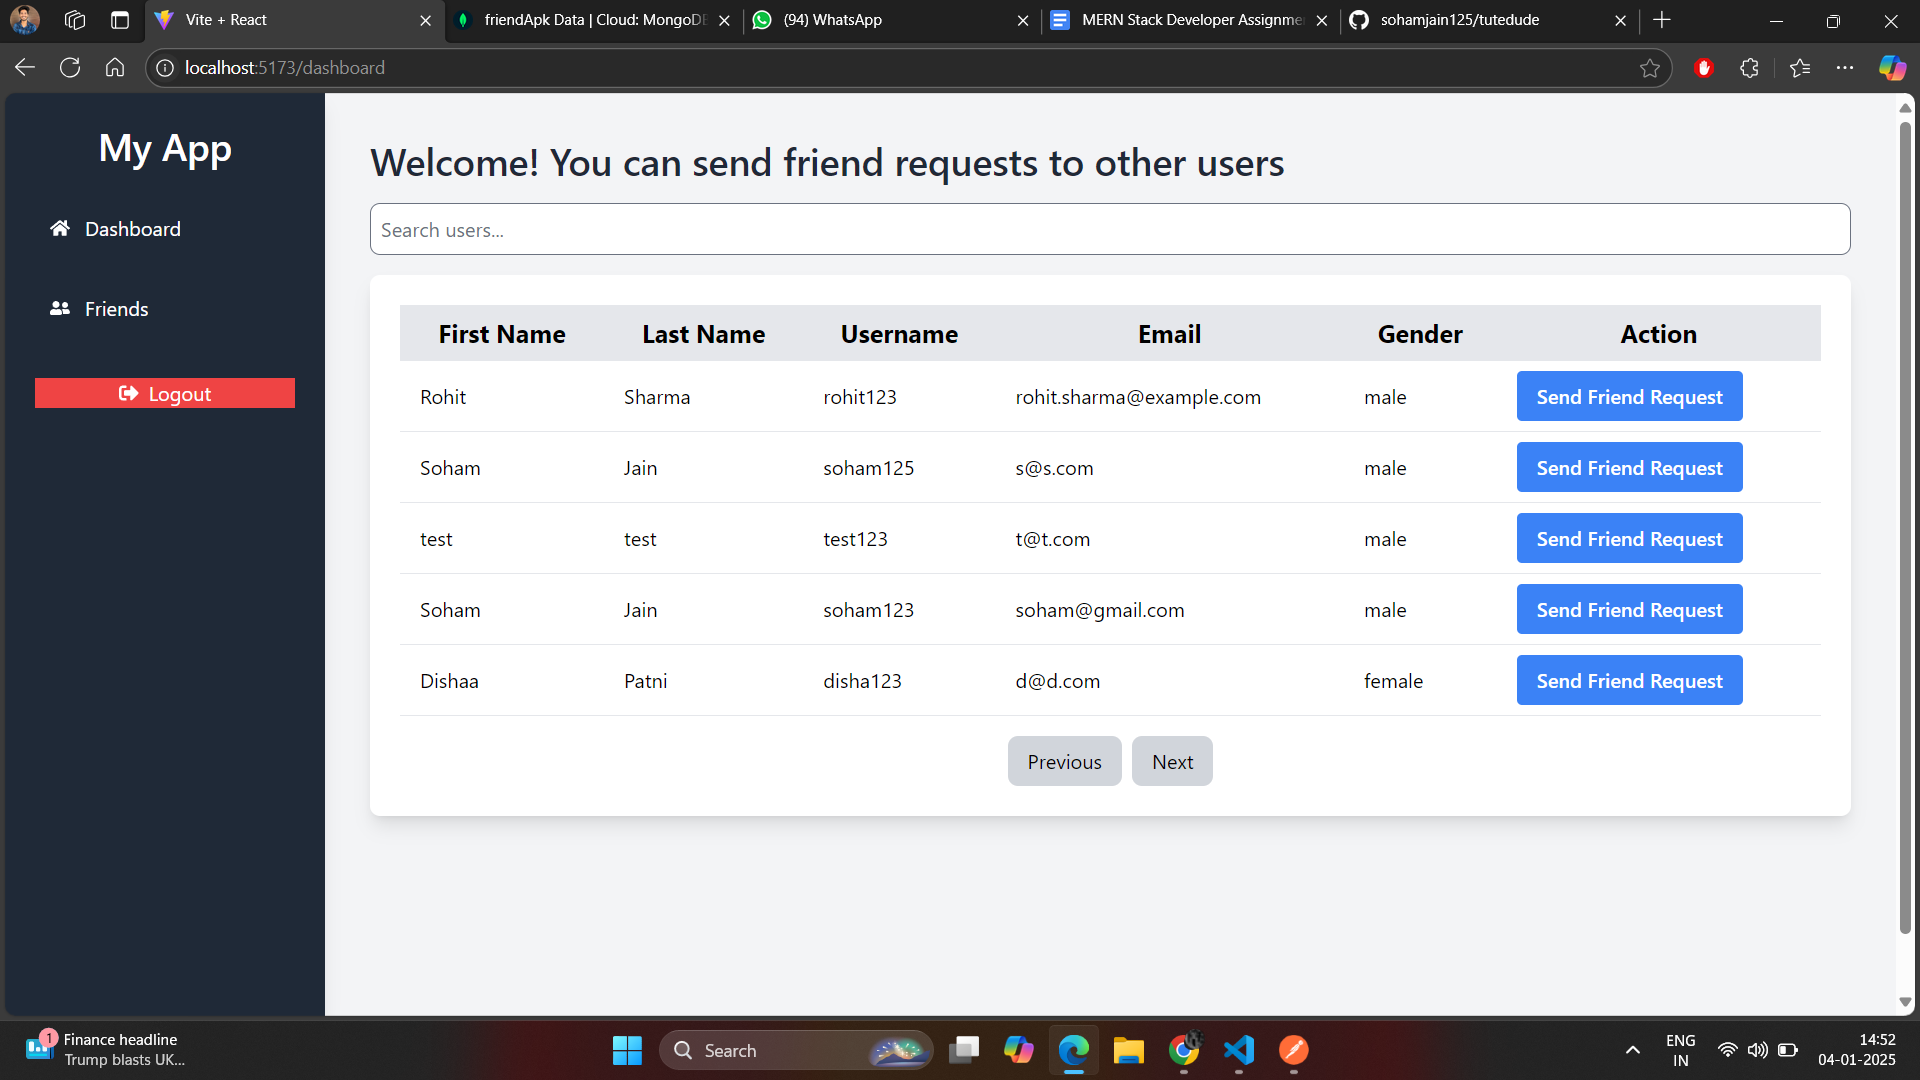 Vite + React
friendApk Data | Cloud: MongoDB
(94) WhatsApp
MERN Stack Developer Assignme
sohamjain125/tutedude
localhost:5173/dashboard
My App
Dashboard
Friends
Logout
Welcome! You can send friend requests to other users
Search users...
First Name Last Name Username Email Gender Action
Rohit Sharma rohit123 rohit.sharma@example.com male Send Friend Request
Soham Jain soham125 s@s.com male Send Friend Request
test test test123 t@t.com male Send Friend Request
Soham Jain soham123 soham@gmail.com male Send Friend Request
Dishaa Patni disha123 d@d.com female Send Friend Request
Previous Next
1
Finance headline
Trump blasts UK...
Search
ENG
IN
14:52
04-01-2025